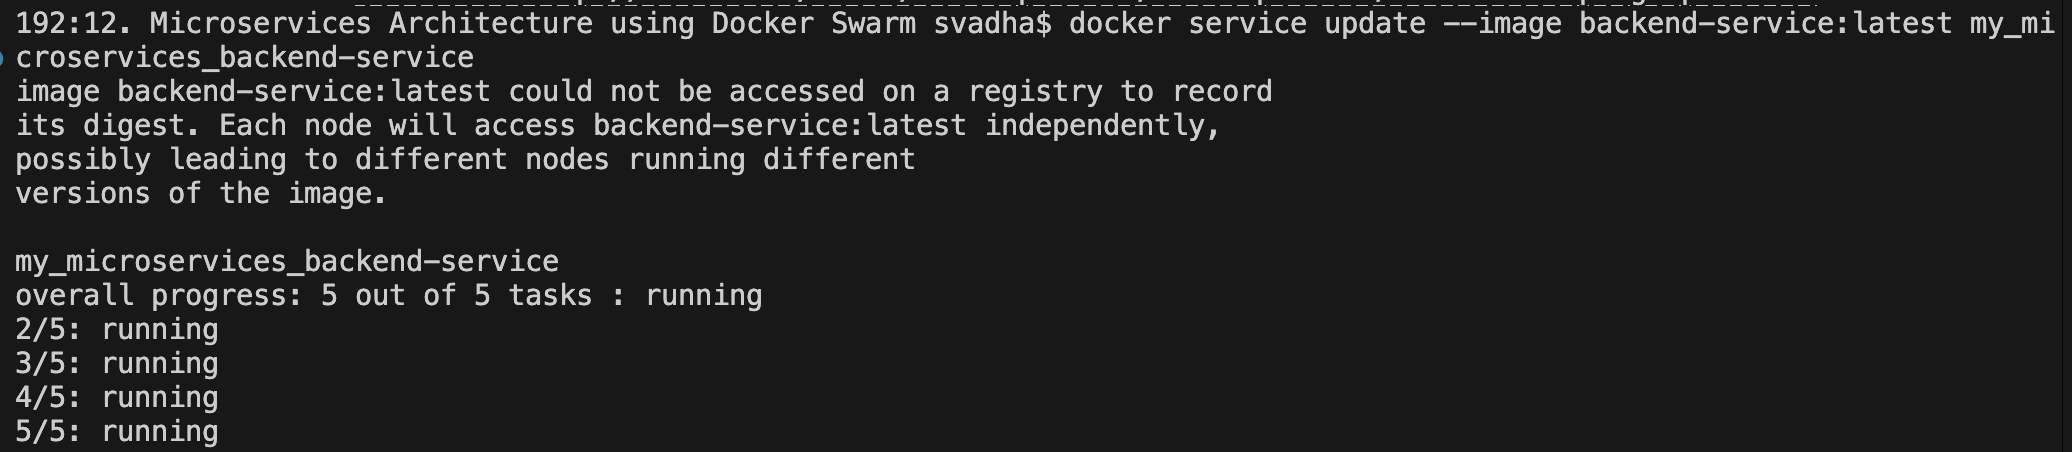 192:12. Microservices Architecture using Docker Swarm svadha$ docker service update --image backend-service:latest my_mi
croservices_backend-service
image backend-service:latest could not be accessed on a registry to record
its digest. Each node will access backend-service:latest independently,
possibly leading to different nodes running different
versions of the image.

my_microservices_backend-service
overall progress: 5 out of 5 tasks : running
2/5: running
3/5: running
4/5: running
5/5: running